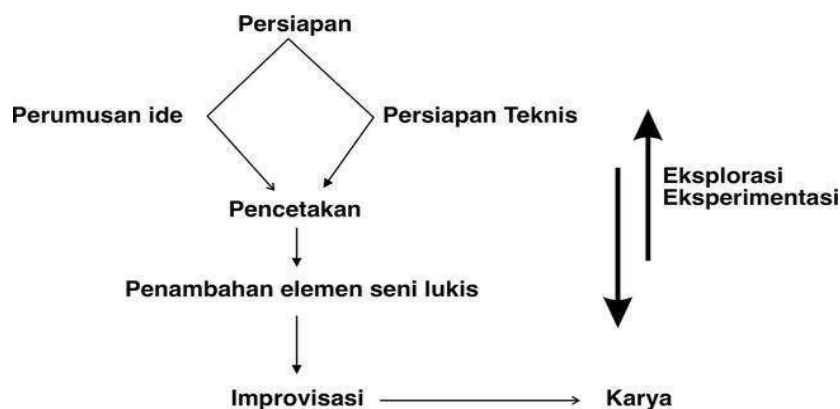 Persiapan
Perumusan ide
Persiapan Teknis
Eksplorasi
Eksperimentasi
Pencetakan
Penambahan elemen seni lukis
Improvisasi
Karya